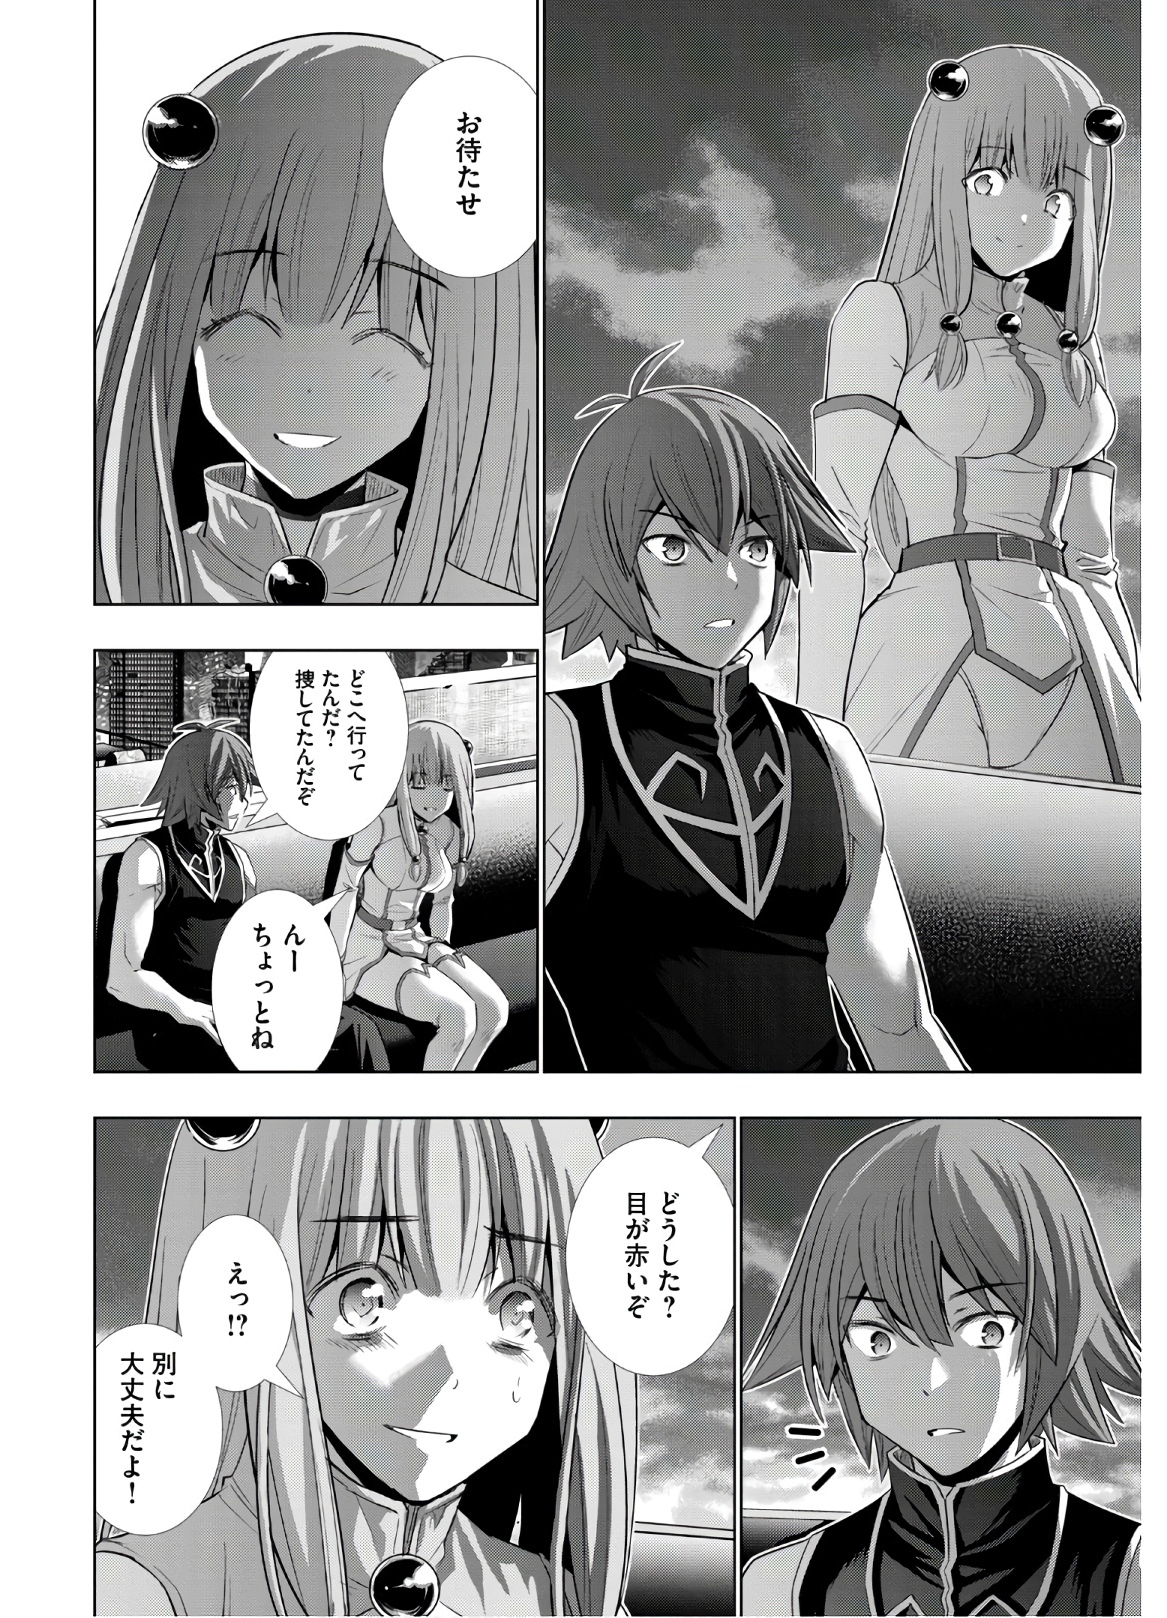 お待たせ
どこへ行って
たんだ？
捜してたんだぞ
んー
ちょっとね
どうした？
目が赤いぞ
えっ!?
別に
大丈夫だよ！